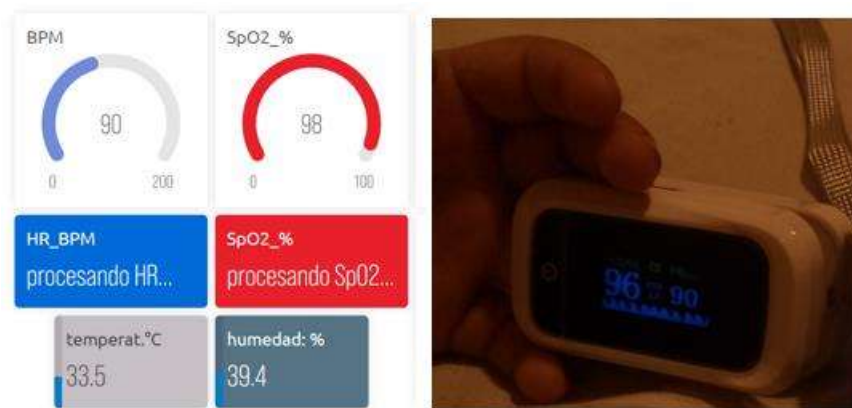 BPM
90
0 200
SpO2_%
98
0 100
HR_BPM
procesando HR...
SpO2_%
procesando SpO2...
temperat.°C
33.5
humedad: %
39.4
96 90